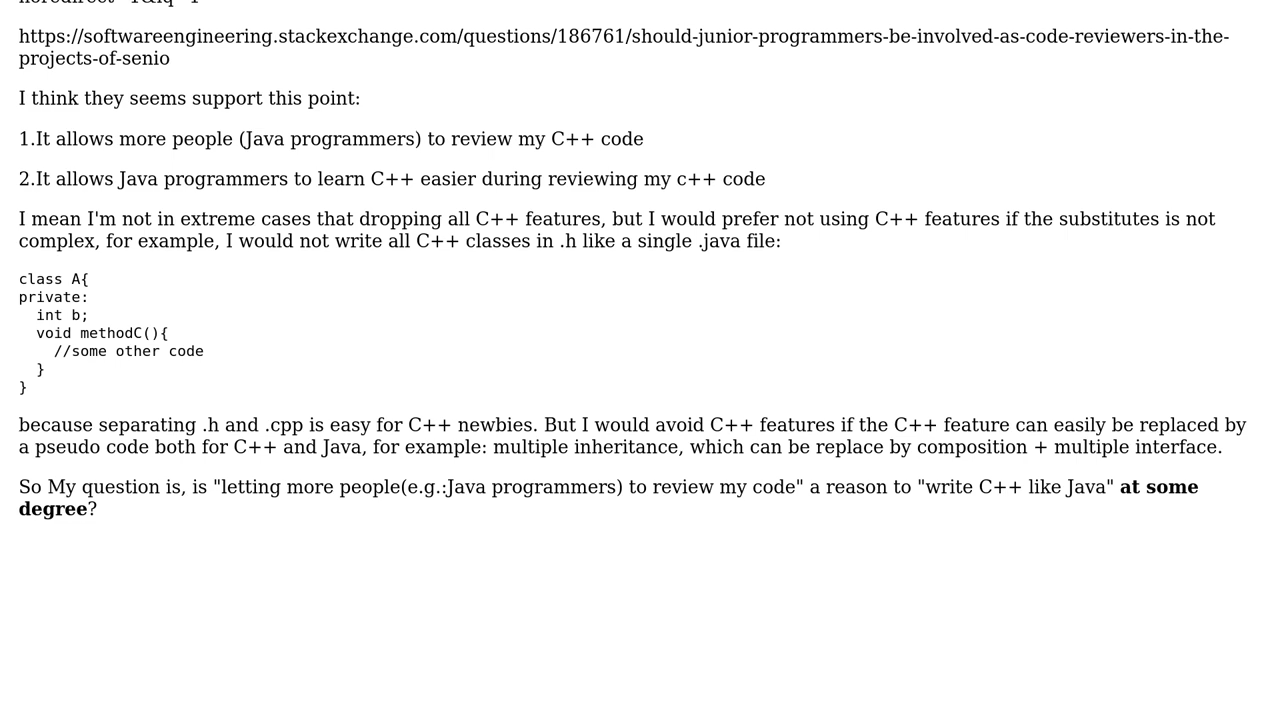 noredirect=1&lq=1
https://softwareengineering.stackexchange.com/questions/186761/should-junior-programmers-be-involved-as-code-reviewers-in-the-
projects-of-senio
I think they seems support this point:
1.It allows more people (Java programmers) to review my C++ code
2.It allows Java programmers to learn C++ easier during reviewing my c++ code
I mean I'm not in extreme cases that dropping all C++ features, but I would prefer not using C++ features if the substitutes is not
complex, for example, I would not write all C++ classes in .h like a single .java file:
class A{
private:
  int b;
  void methodC(){
    //some other code
  }
}
because separating .h and .cpp is easy for C++ newbies. But I would avoid C++ features if the C++ feature can easily be replaced by
a pseudo code both for C++ and Java, for example: multiple inheritance, which can be replace by composition + multiple interface.
So My question is, is "letting more people(e.g.:Java programmers) to review my code" a reason to "write C++ like Java" at some
degree?